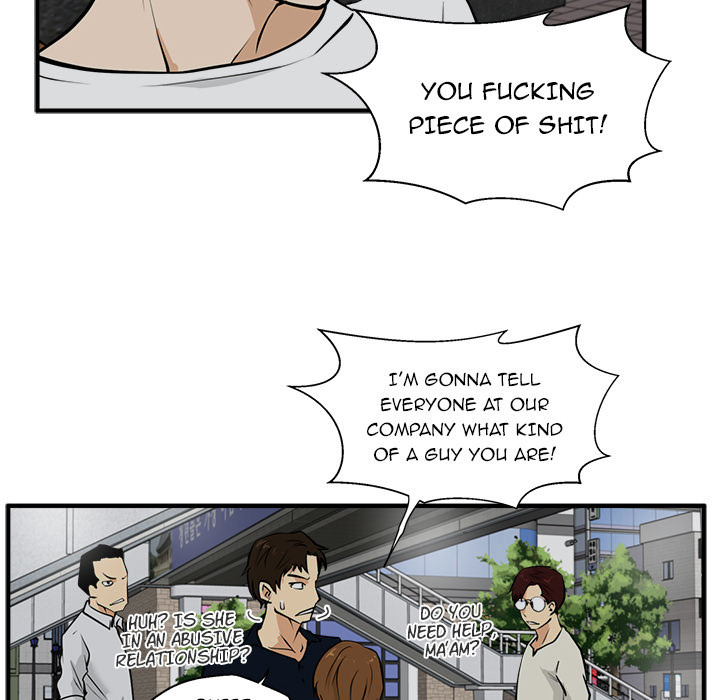 YOU FUCKING
PIECE OF SHIT!
I'M GONNA TELL
EVERYONE AT OUR
COMPANY WHAT KIND
OF A GUY YOU ARE!
HUH? IS SHE
IN AN ABUSIVE
RELATIONSHIP?
DO YOU
NEED HELP,
MA'AM?